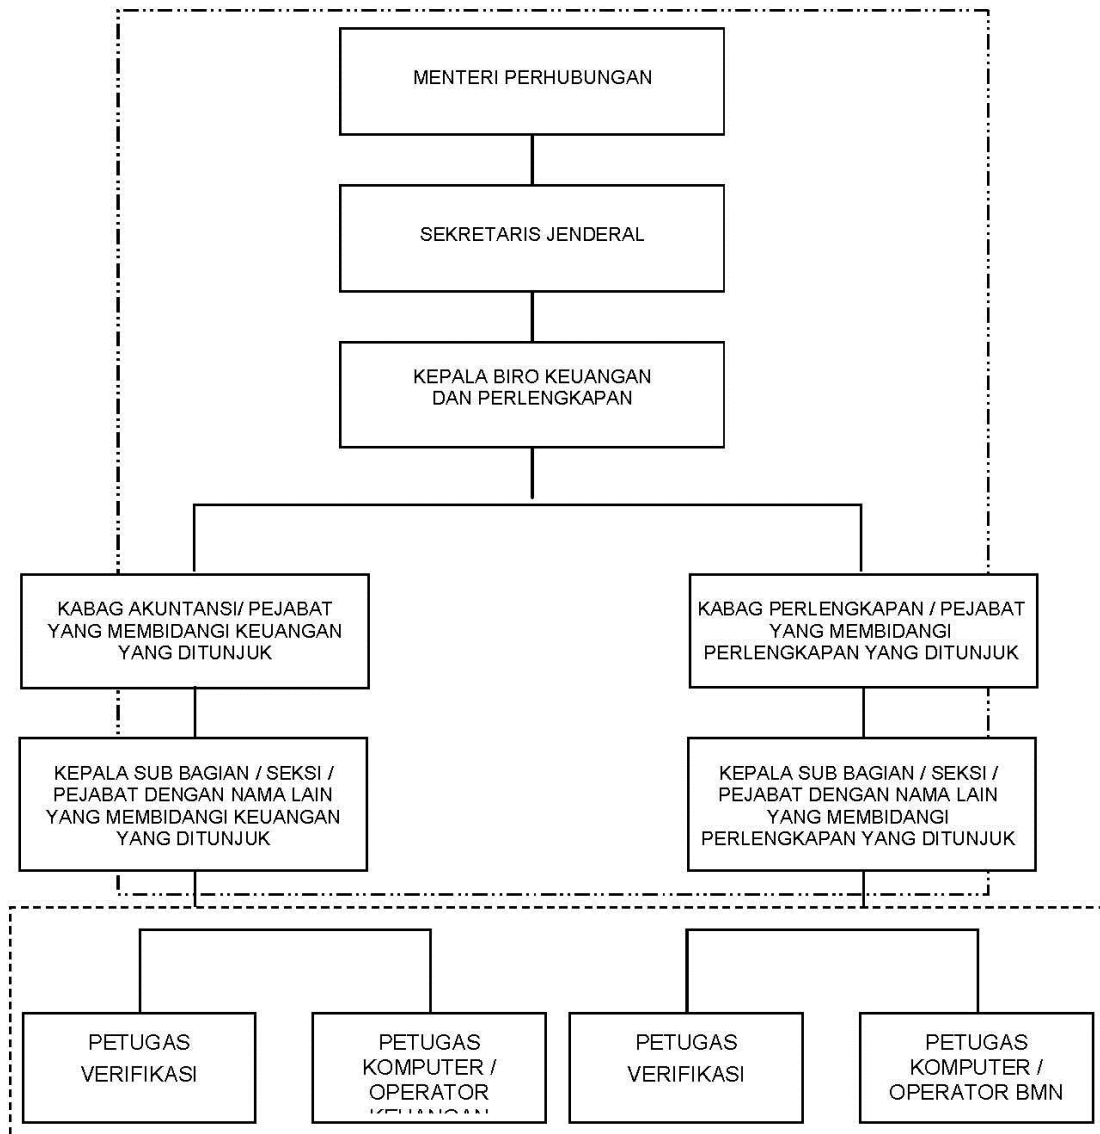 MENTERI PERHUBUNGAN
SEKRETARIS JENDERAL
KEPALA BIRO KEUANGAN
DAN PERLENGKAPAN
KABAG AKUNTANSI/ PEJABAT
YANG MEMBIDANGI KEUANGAN
YANG DITUNJUK
KABAG PERLENGKAPAN / PEJABAT
YANG MEMBIDANGI
PERLENGKAPAN YANG DITUNJUK
KEPALA SUB BAGIAN / SEKSI /
PEJABAT DENGAN NAMA LAIN
YANG MEMBIDANGI KEUANGAN
YANG DITUNJUK
KEPALA SUB BAGIAN / SEKSI /
PEJABAT DENGAN NAMA LAIN
YANG MEMBIDANGI
PERLENGKAPAN YANG DITUNJUK
PETUGAS
VERIFIKASI
PETUGAS
KOMPUTER /
OPERATOR
PETUGAS
VERIFIKASI
PETUGAS
KOMPUTER /
OPERATOR BMN